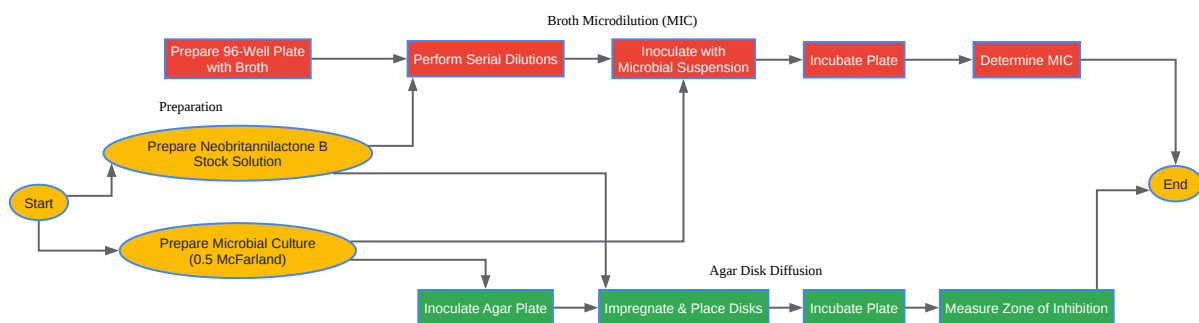 Broth Microdilution (MIC)
Prepare 96-Well Plate
with Broth
Perform Serial Dilutions
Inoculate with
Microbial Suspension
Incubate Plate
Determine MIC
Preparation
Prepare Neobritannilactone B
Stock Solution
Start
End
Prepare Microbial Culture
(0.5 McFarland)
Agar Disk Diffusion
Inoculate Agar Plate
Impregnate & Place Disks
Incubate Plate
Measure Zone of Inhibition